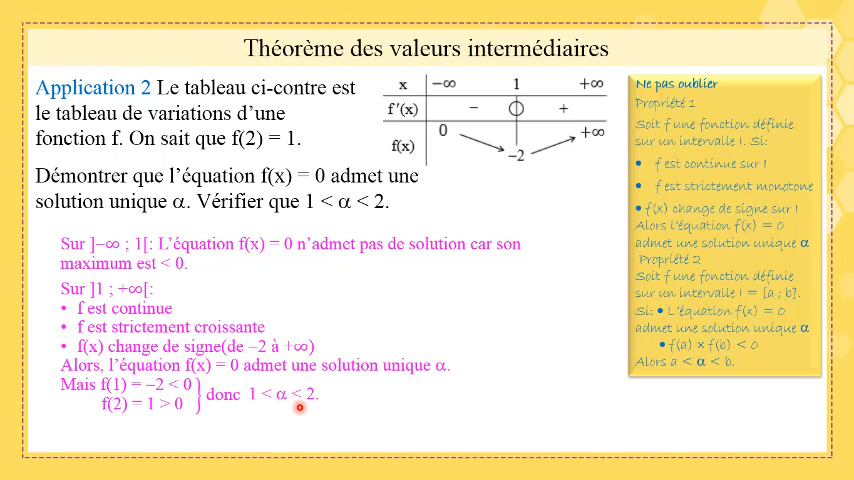 Théorème des valeurs intermédiaires
Application 2 Le tableau ci-contre est
le tableau de variations d'une
fonction f. On sait que f(2) = 1.
x −∞ 1 +∞
f'(x) − +
f(x) 0 −2 +∞
Démontrer que l'équation f(x) = 0 admet une
solution unique α. Vérifier que 1 < α < 2.
Sur ]−∞ ; 1[: L'équation f(x) = 0 n'admet pas de solution car son
maximum est < 0.
Sur ]1 ; +∞[:
• f est continue
• f est strictement croissante
• f(x) change de signe(de −2 à +∞)
Alors, l'équation f(x) = 0 admet une solution unique α.
Mais f(1) = −2 < 0
f(2) = 1 > 0
donc 1 < α < 2.
Ne pas oublier
Propriété 1
Soit f une fonction définie
sur un intervalle I. Si:
• f est continue sur I
• f est strictement monotone
• f(x) change de signe sur I
Alors l'équation f(x) = 0
admet une solution unique α
Propriété 2
Soit f une fonction définie
sur un intervalle I = [a ; b].
Si: • L'équation f(x) = 0
admet une solution unique α
• f(a) × f(b) < 0
Alors a < α < b.